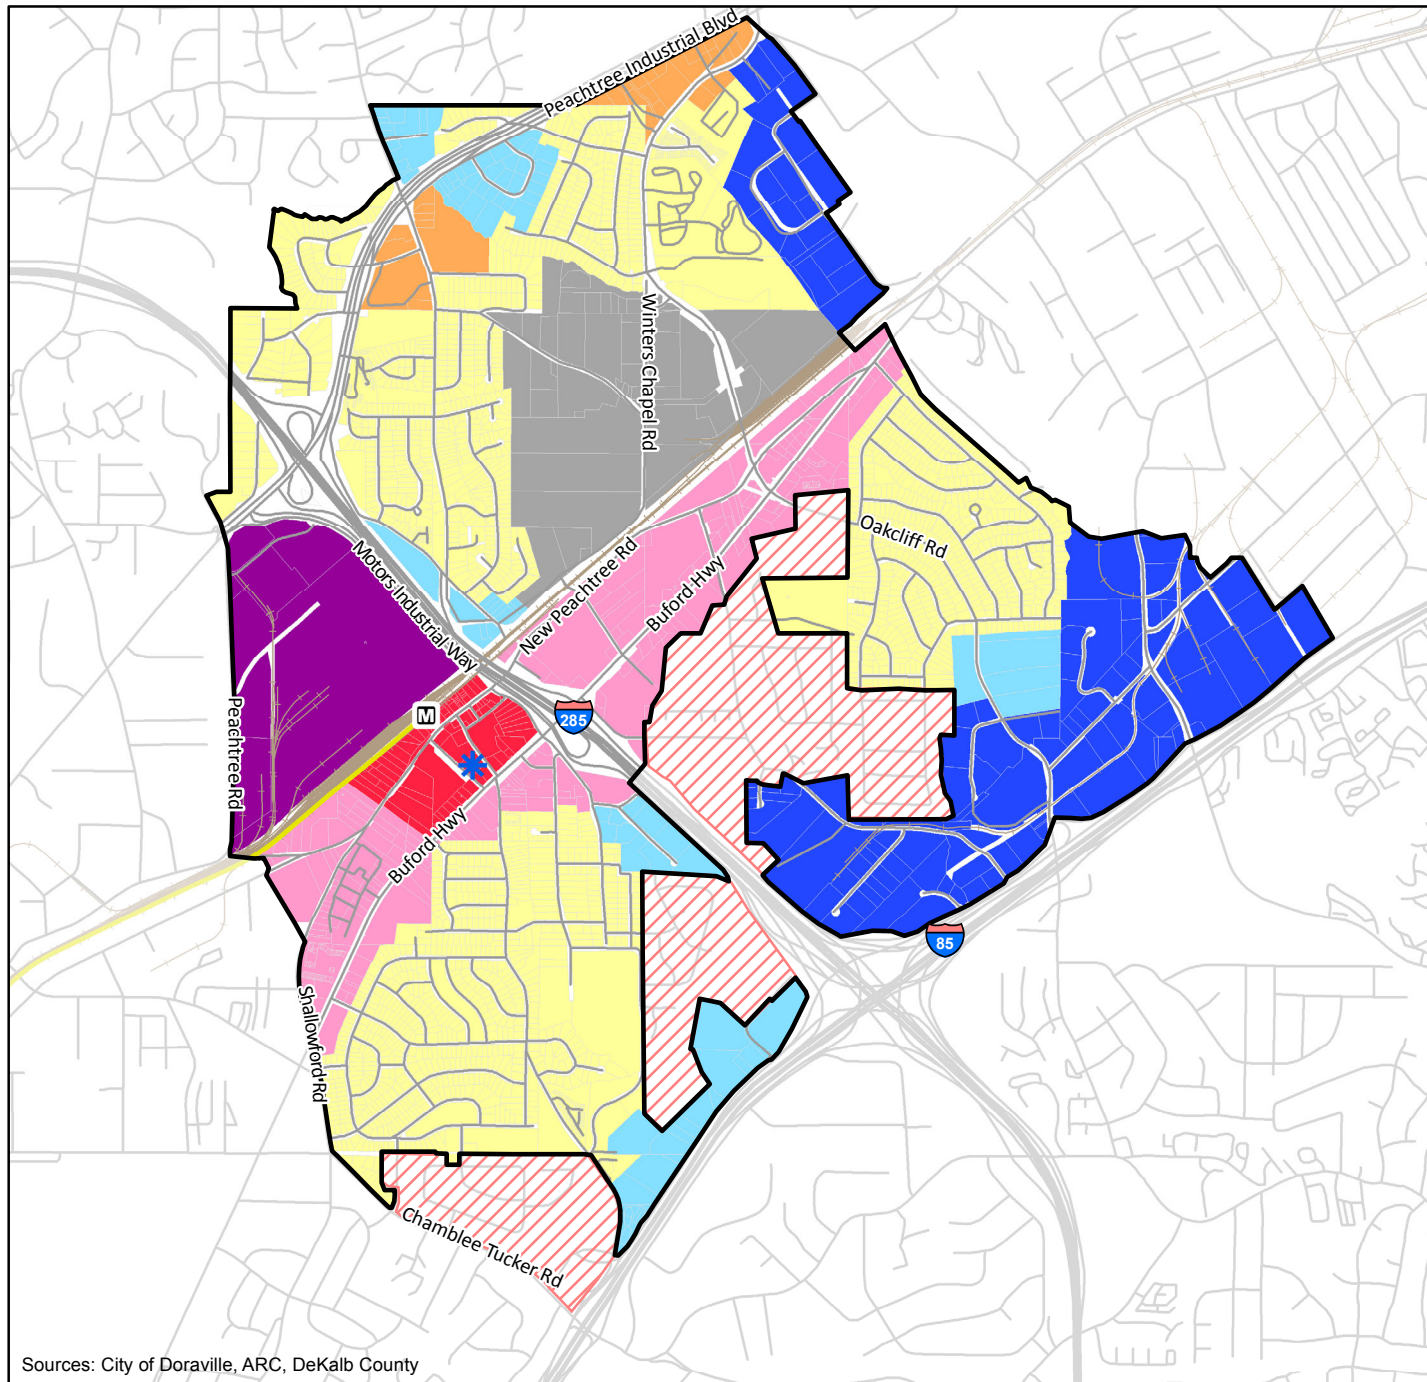 Peachtree Industrial Blvd
Winters Chapel Rd
Oakcliff Rd
Motors Industrial Way
New Peachtree Rd
Buford Hwy
Peachtree Rd
M
285
Buford Hwy
85
Shallowford Rd
Chamblee Tucker Rd
Sources: City of Doraville, ARC, DeKalb County